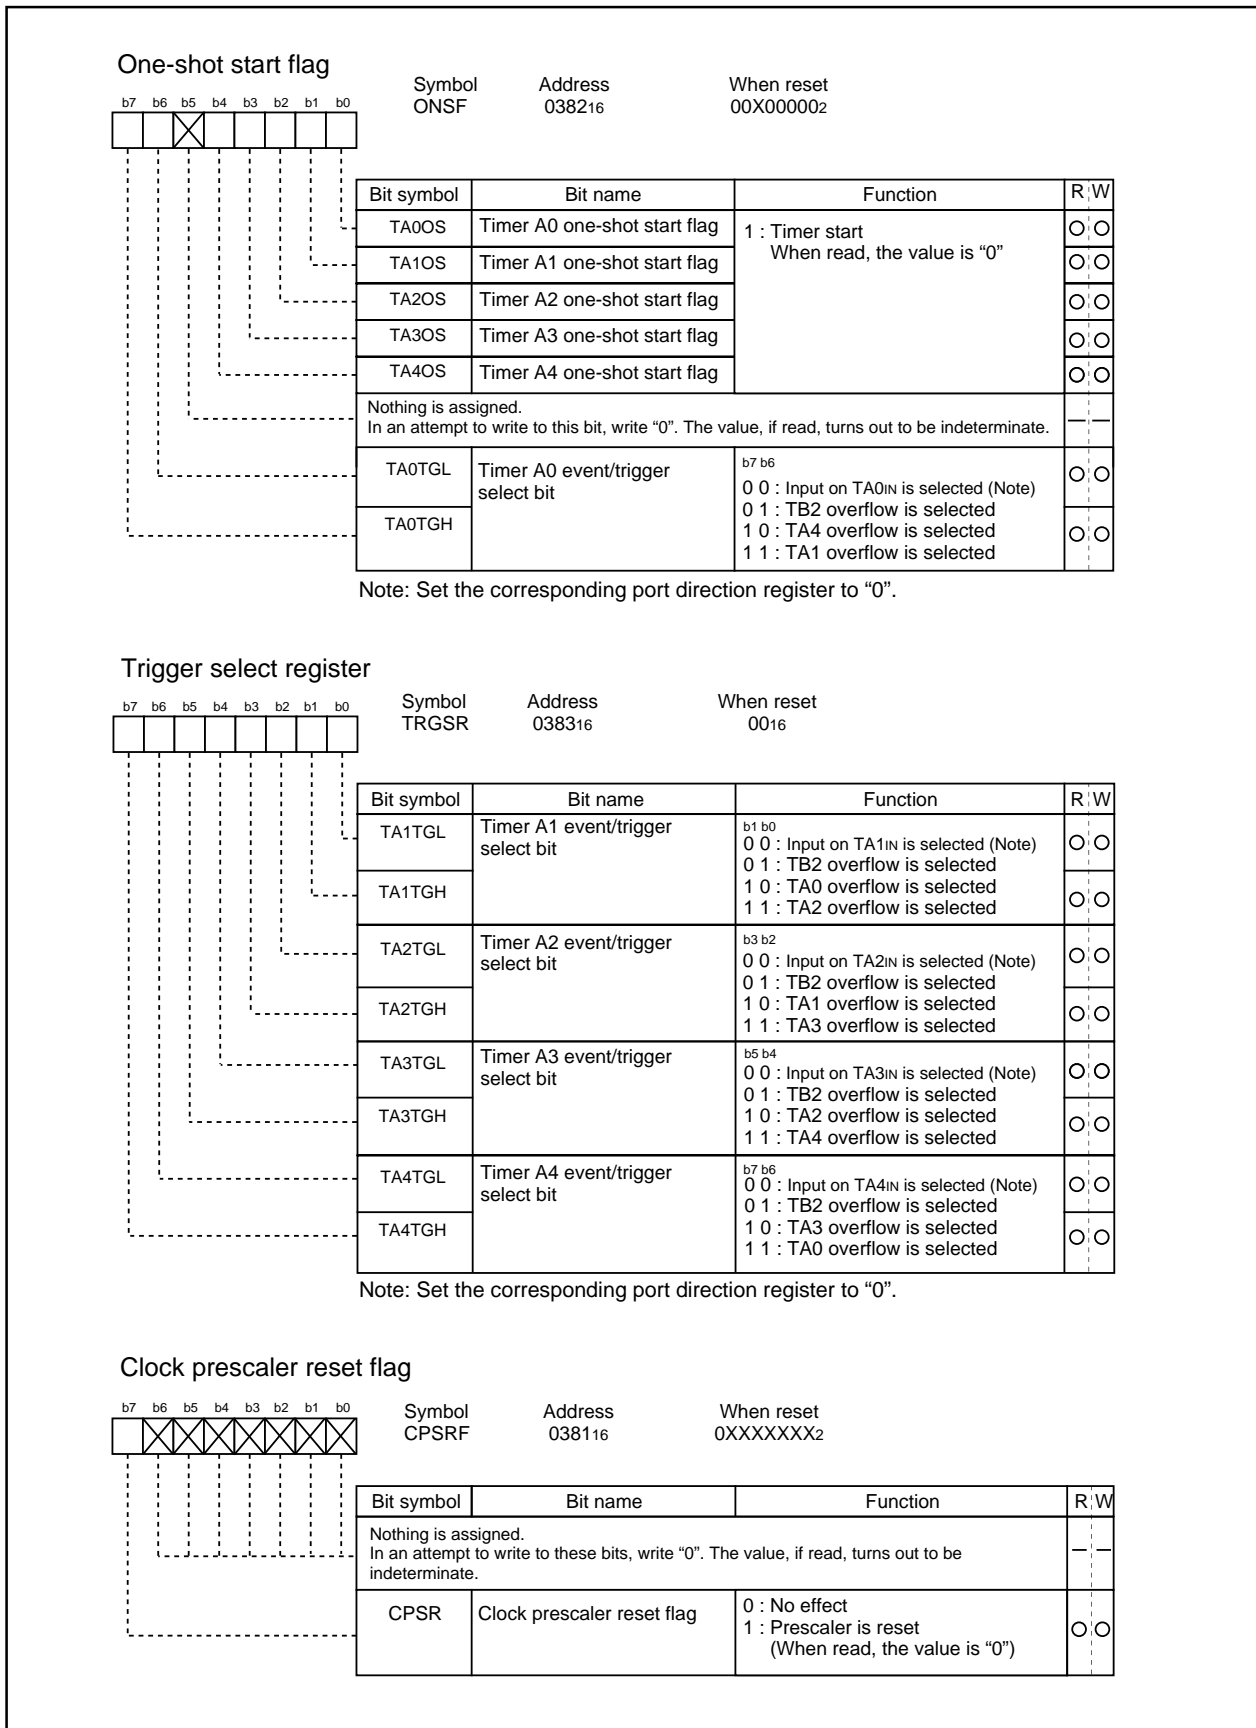 One-shot start flag
Symbol Address When reset
ONSF 038216 00X000002
b7 b6 b5 b4 b3 b2 b1 b0
Bit symbol Bit name Function R W
TA0OS Timer A0 one-shot start flag 1 : Timer start
When read, the value is “0”
TA1OS Timer A1 one-shot start flag
TA2OS Timer A2 one-shot start flag
TA3OS Timer A3 one-shot start flag
TA4OS Timer A4 one-shot start flag
Nothing is assigned.
In an attempt to write to this bit, write “0”. The value, if read, turns out to be indeterminate. — —
TA0TGL Timer A0 event/trigger
select bit
b7 b6
0 0 : Input on TA0IN is selected (Note)
0 1 : TB2 overflow is selected
TA0TGH 1 0 : TA4 overflow is selected
1 1 : TA1 overflow is selected
Note: Set the corresponding port direction register to “0”.
Trigger select register
Symbol Address When reset
TRGSR 038316 0016
b7 b6 b5 b4 b3 b2 b1 b0
Bit symbol Bit name Function R W
TA1TGL Timer A1 event/trigger
select bit
b1 b0
0 0 : Input on TA1IN is selected (Note)
0 1 : TB2 overflow is selected
TA1TGH 1 0 : TA0 overflow is selected
1 1 : TA2 overflow is selected
TA2TGL Timer A2 event/trigger
select bit
b3 b2
0 0 : Input on TA2IN is selected (Note)
0 1 : TB2 overflow is selected
TA2TGH 1 0 : TA1 overflow is selected
1 1 : TA3 overflow is selected
TA3TGL Timer A3 event/trigger
select bit
b5 b4
0 0 : Input on TA3IN is selected (Note)
0 1 : TB2 overflow is selected
TA3TGH 1 0 : TA2 overflow is selected
1 1 : TA4 overflow is selected
TA4TGL Timer A4 event/trigger
select bit
b7 b6
0 0 : Input on TA4IN is selected (Note)
0 1 : TB2 overflow is selected
TA4TGH 1 0 : TA3 overflow is selected
1 1 : TA0 overflow is selected
Note: Set the corresponding port direction register to “0”.
Clock prescaler reset flag
Symbol Address When reset
CPSRF 038116 0XXXXXXX2
b7 b6 b5 b4 b3 b2 b1 b0
Bit symbol Bit name Function R W
Nothing is assigned.
In an attempt to write to these bits, write “0”. The value, if read, turns out to be
indeterminate. — —
CPSR Clock prescaler reset flag 0 : No effect
1 : Prescaler is reset
(When read, the value is “0”)